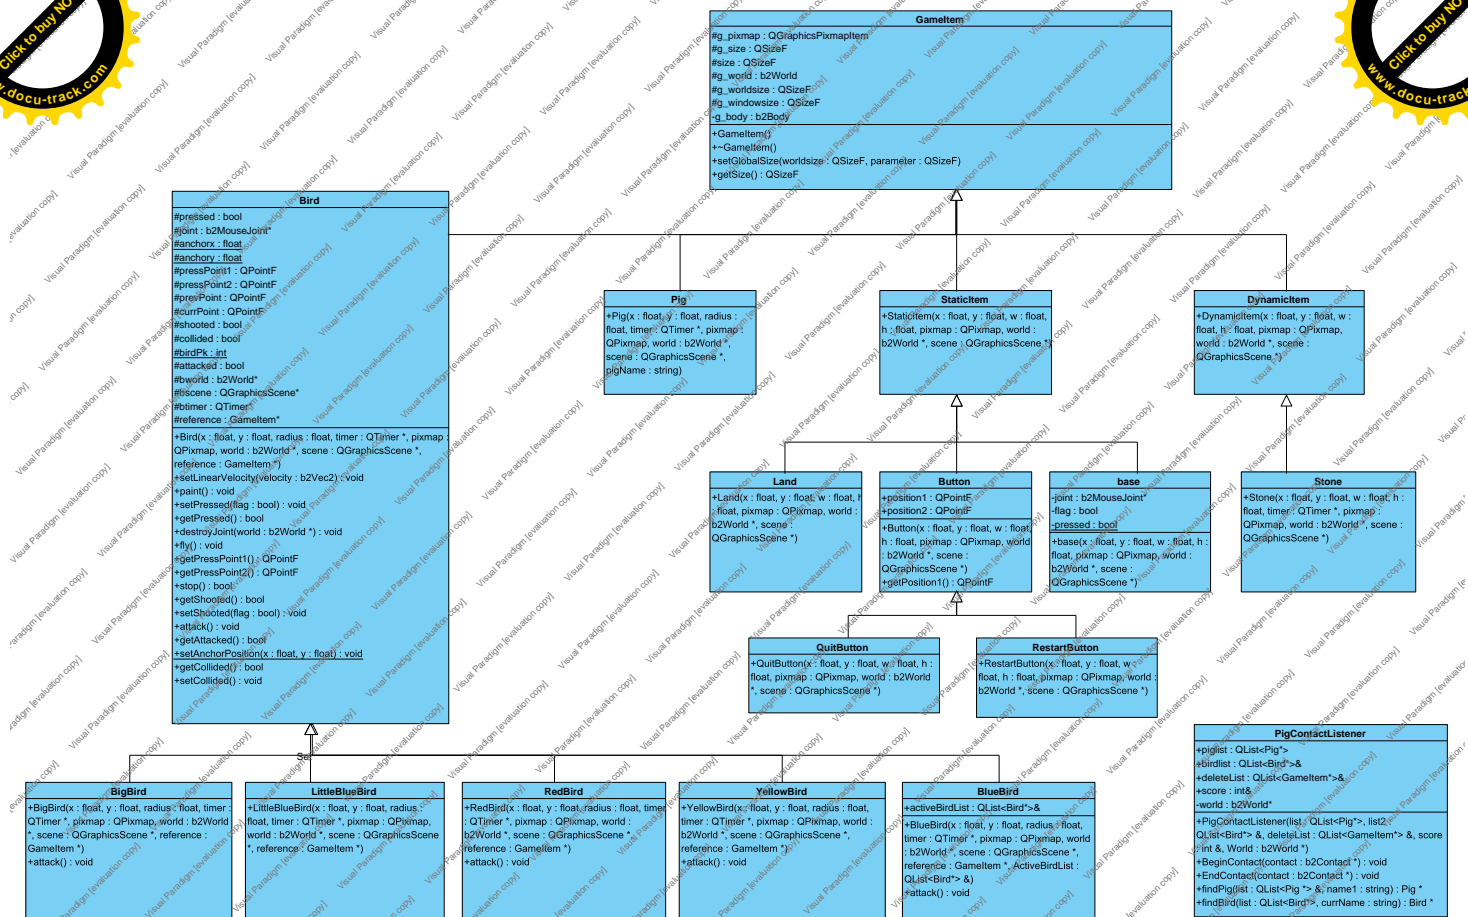 Click to buy NO
w.docu-track.com
Click to buy NO
www.docu-track
GameItem
#g_pixmap : QGraphicsPixmapItem
#g_size : QSizeF
#size : QSizeF
#g_world : b2World
#g_worldsize : QSizeF
#g_windowsize : QSizeF
-g_body : b2Body
+GameItem()
+~GameItem()
+setGlobalSize(worldsize : QSizeF, parameter : QSizeF)
+getSize() : QSizeF
Bird
#pressed : bool
#joint : b2MouseJoint*
#anchorx : float
#anchory : float
#pressPoint1 : QPointF
#pressPoint2 : QPointF
#prevPoint : QPointF
#currPoint : QPointF
#shooted : bool
#collided : bool
#birdPk : int
#attacked : bool
#bworld : b2World*
#bscene : QGraphicsScene*
#btimer : QTimer*
#reference : GameItem*
+Bird(x : float, y : float, radius : float, timer : QTimer *, pixmap :
QPixmap, world : b2World *, scene : QGraphicsScene *,
reference : GameItem *)
+setLinearVelocity(velocity : b2Vec2) : void
+paint() : void
+setPressed(flag : bool) : void
+getPressed() : bool
+destroyJoint(world : b2World *) : void
+fly() : void
+getPressPoint1() : QPointF
+getPressPoint2() : QPointF
+stop() : bool
+getShooted() : bool
+setShooted(flag : bool) : void
+attack() : void
+getAttacked() : bool
+setAnchorPosition(x : float, y : float) : void
+getCollided() : bool
+setCollided() : void
Pig
+Pig(x : float, y : float, radius :
float, timer : QTimer *, pixmap :
QPixmap, world : b2World *,
scene : QGraphicsScene *,
pigName : string)
StaticItem
+StaticItem(x : float, y : float, w : float,
h : float, pixmap : QPixmap, world :
b2World *, scene : QGraphicsScene *)
DynamicItem
+DynamicItem(x : float, y : float, w :
float, h : float, pixmap : QPixmap,
world : b2World *, scene :
QGraphicsScene *)
Land
+Land(x : float, y : float, w : float, h
: float, pixmap : QPixmap, world :
b2World *, scene :
QGraphicsScene *)
Button
+position1 : QPointF
+position2 : QPointF
+Button(x : float, y : float, w : float,
h : float, pixmap : QPixmap, world
: b2World *, scene :
QGraphicsScene *)
+getPosition1() : QPointF
base
-joint : b2MouseJoint*
-flag : bool
-pressed : bool
+base(x : float, y : float, w : float, h :
float, pixmap : QPixmap, world :
b2World *, scene :
QGraphicsScene *)
Stone
+Stone(x : float, y : float, w : float, h :
float, timer : QTimer *, pixmap :
QPixmap, world : b2World *,
scene : QGraphicsScene *)
QuitButton
+QuitButton(x : float, y : float, w : float, h :
float, pixmap : QPixmap, world : b2World
*, scene : QGraphicsScene *)
RestartButton
+RestartButton(x : float, y : float, w :
float, h : float, pixmap : QPixmap, world :
b2World *, scene : QGraphicsScene *)
BigBird
+BigBird(x : float, y : float, radius : float, timer :
QTimer *, pixmap : QPixmap, world : b2World
*, scene : QGraphicsScene *, reference :
GameItem *)
+attack() : void
LittleBlueBird
+LittleBlueBird(x : float, y : float, radius :
float, timer : QTimer *, pixmap : QPixmap,
world : b2World *, scene : QGraphicsScene
*, reference : GameItem *)
RedBird
+RedBird(x : float, y : float, radius : float, timer
: QTimer *, pixmap : QPixmap, world :
b2World *, scene : QGraphicsScene *,
reference : GameItem *)
+attack() : void
YellowBird
+YellowBird(x : float, y : float, radius : float,
timer : QTimer *, pixmap : QPixmap, world :
b2World *, scene : QGraphicsScene *,
reference : GameItem *)
+attack() : void
BlueBird
+activeBirdList : QList<Bird*>&
+BlueBird(x : float, y : float, radius : float,
timer : QTimer *, pixmap : QPixmap, world
: b2World *, scene : QGraphicsScene *,
reference : GameItem *, ActiveBirdList :
QList<Bird*> &)
+attack() : void
PigContactListener
+piglist : QList<Pig*>
+birdlist : QList<Bird*>&
+deleteList : QList<GameItem*>&
+score : int&
-world : b2World*
+PigContactListener(list : QList<Pig*>, list2 :
QList<Bird*> &, deleteList : QList<GameItem*> &, score
: int &, World : b2World *)
+BeginContact(contact : b2Contact *) : void
+EndContact(contact : b2Contact *) : void
+findPig(list : QList<Pig *> &, name1 : string) : Pig *
+findBird(list : QList<Bird*>, currName : string) : Bird *
Visual Paradigm [evaluation copy]